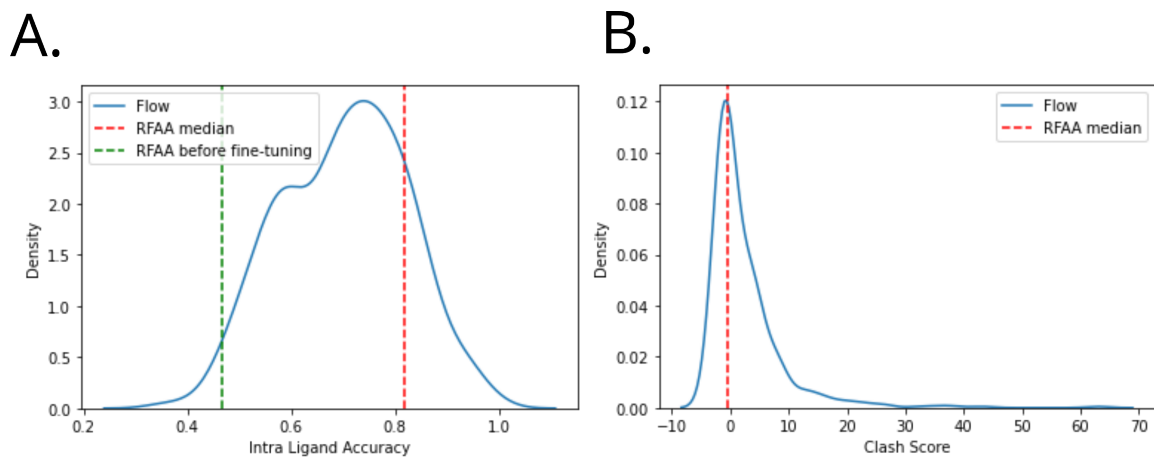 A.
3.0
2.5
2.0
1.5
1.0
0.5
0.0
Density
Flow
RFAA median
RFAA before fine-tuning
0.2
0.4
0.6
0.8
1.0
Intra Ligand Accuracy
B.
0.12
0.10
0.08
0.06
0.04
0.02
0.00
Density
Flow
RFAA median
−10
0
10
20
30
40
50
60
70
Clash Score